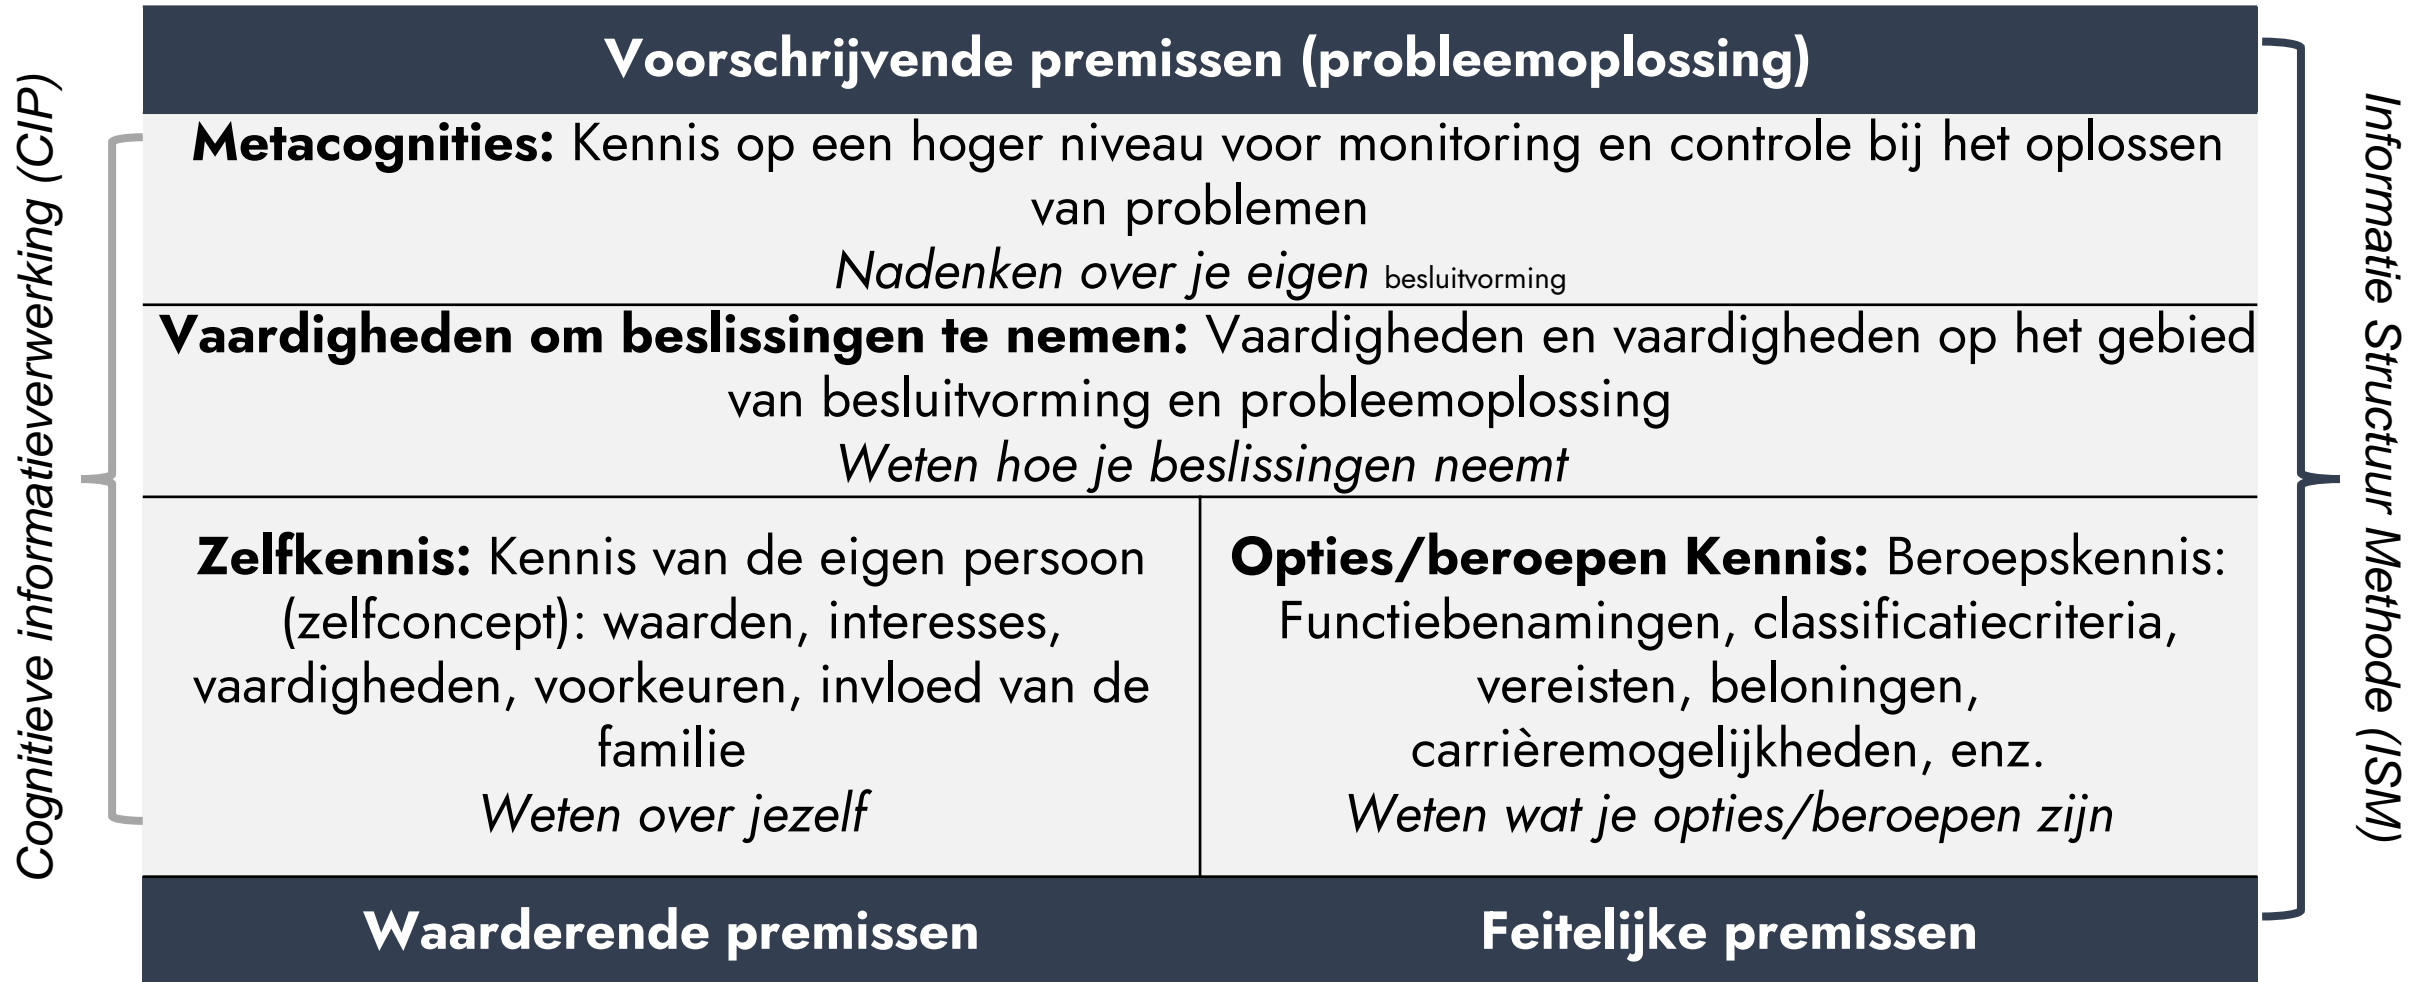 Voorschrijvende premissen (probleemoplossing)
Metacognities: Kennis op een hoger niveau voor monitoring en controle bij het oplossen
van problemen
Nadenken over je eigen besluitvorming
Vaardigheden om beslissingen te nemen: Vaardigheden en vaardigheden op het gebied
van besluitvorming en probleemoplossing
Weten hoe je beslissingen neemt
Zelfkennis: Kennis van de eigen persoon
(zelfconcept): waarden, interesses,
vaardigheden, voorkeuren, invloed van de
familie
Weten over jezelf
Opties/beroepen Kennis: Beroepskennis:
Functiebenamingen, classificatiecriteria,
vereisten, beloningen,
carrièremogelijkheden, enz.
Weten wat je opties/beroepen zijn
Waarderende premissen
Feitelijke premissen
Cognitieve informatieverwerking (CIP)
Informatie Structuur Methode (ISM)